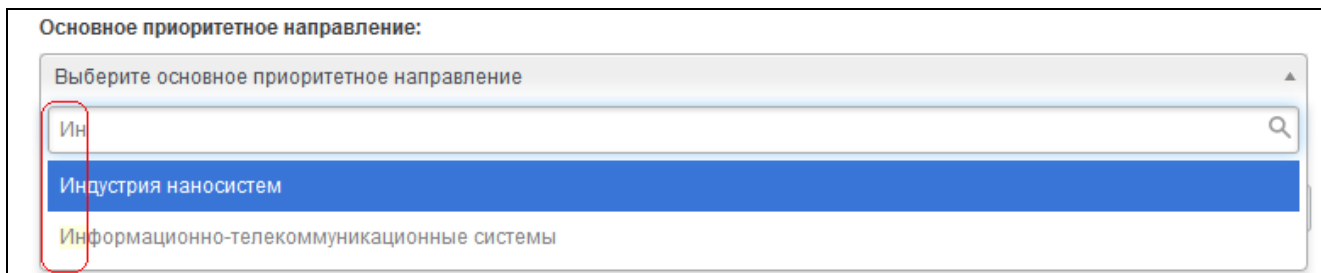 Основное приоритетное направление:
Выберите основное приоритетное направление
Ин
Индустрия наносистем
Информационно-телекоммуникационные системы